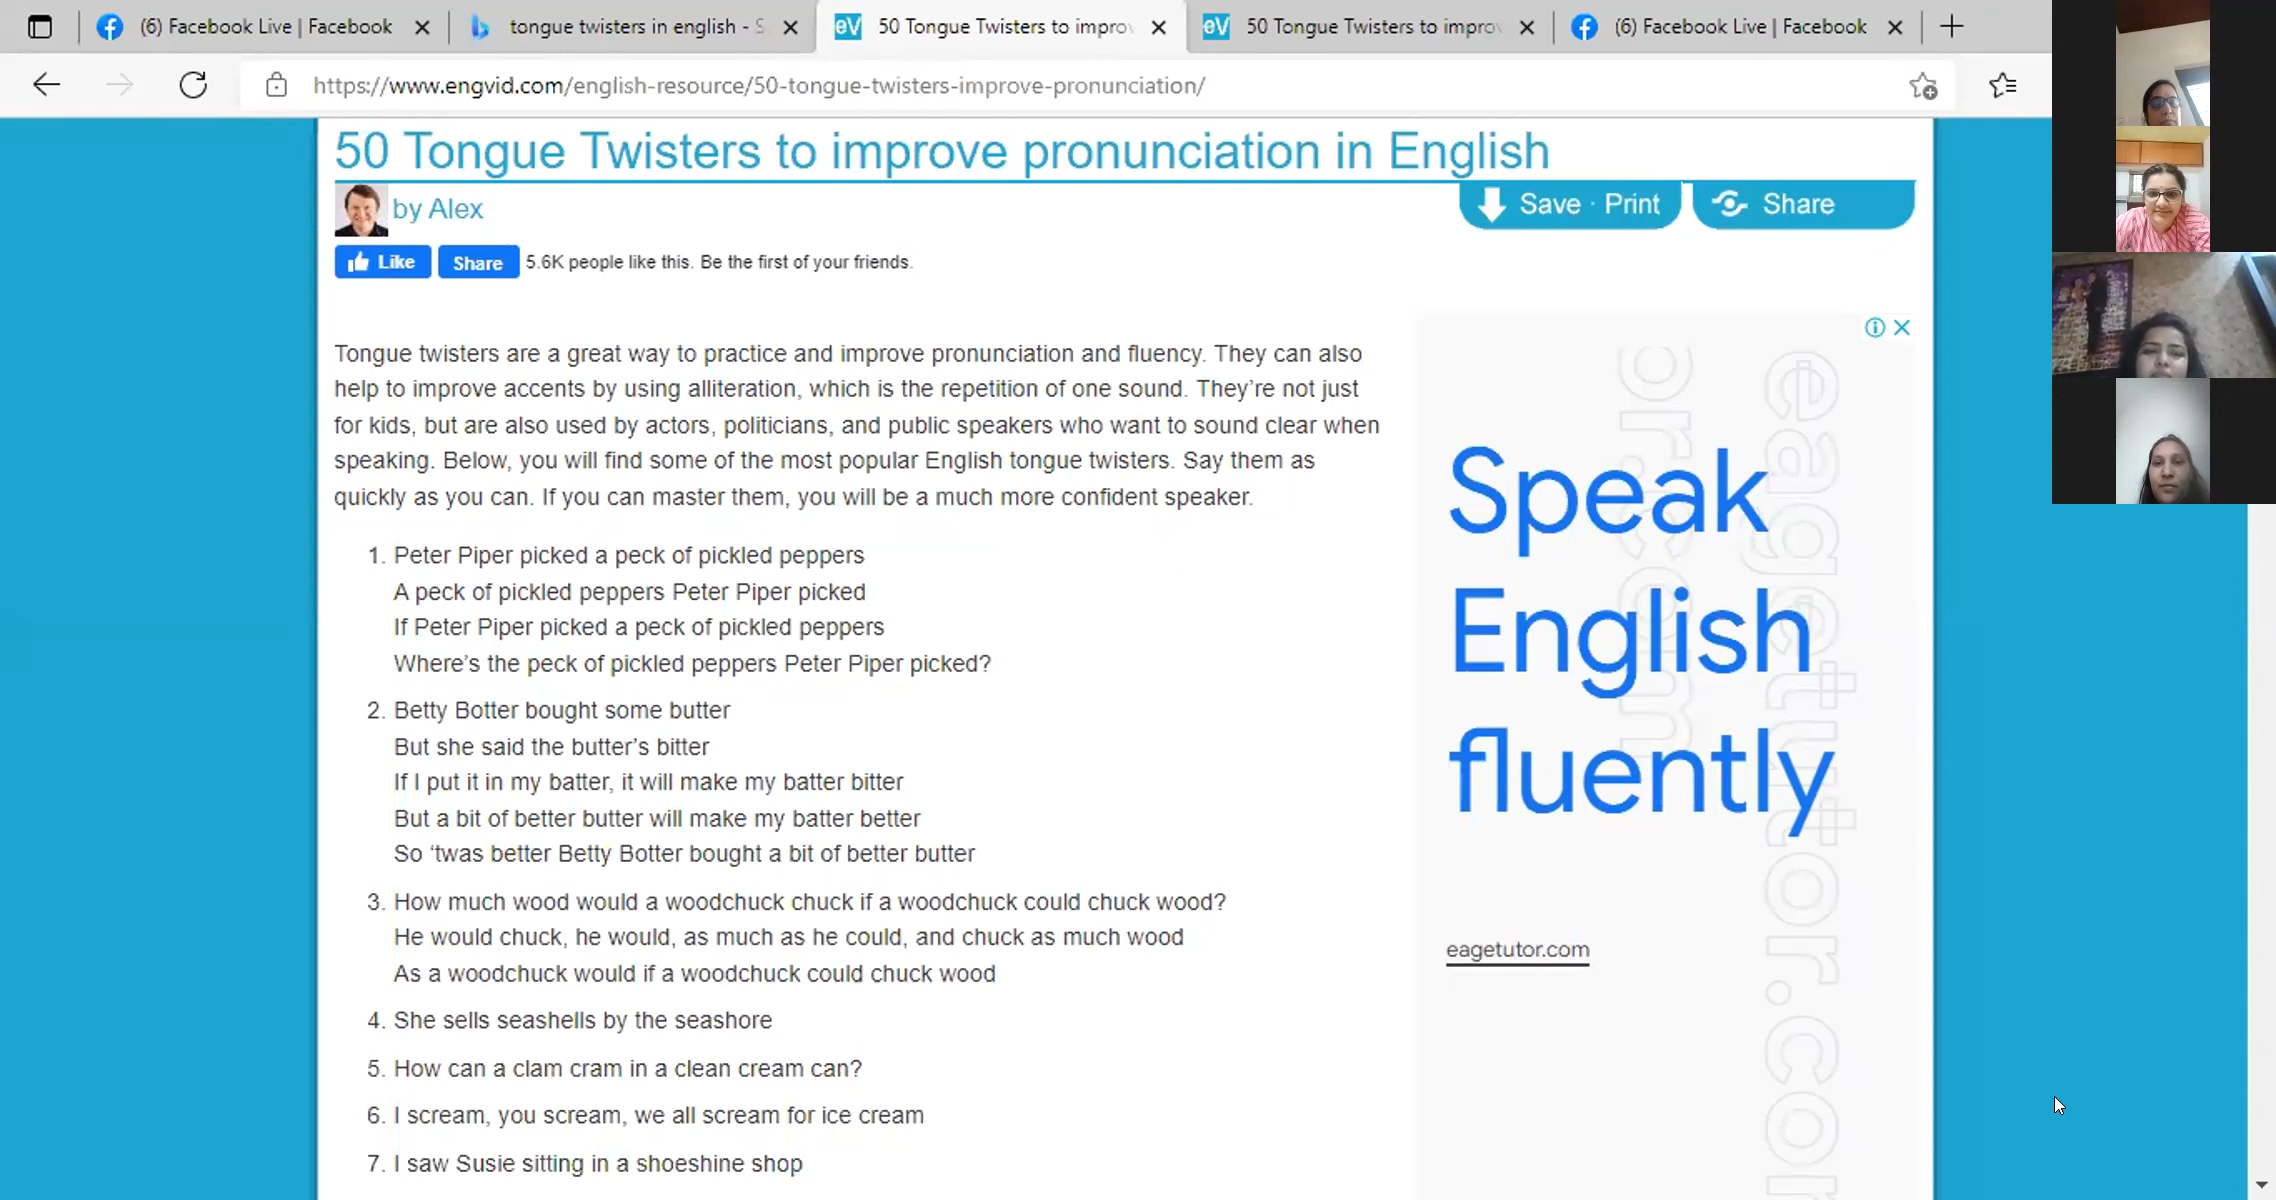 (6) Facebook Live | Facebook
tongue twisters in english - S
eV 50 Tongue Twisters to impro
eV 50 Tongue Twisters to impro
(6) Facebook Live | Facebook
https://www.engvid.com/english-resource/50-tongue-twisters-improve-pronunciation/
50 Tongue Twisters to improve pronunciation in English
by Alex
Save · Print
Share
Like
Share
5.6K people like this. Be the first of your friends.
Tongue twisters are a great way to practice and improve pronunciation and fluency. They can also
help to improve accents by using alliteration, which is the repetition of one sound. They’re not just
for kids, but are also used by actors, politicians, and public speakers who want to sound clear when
speaking. Below, you will find some of the most popular English tongue twisters. Say them as
quickly as you can. If you can master them, you will be a much more confident speaker.
1. Peter Piper picked a peck of pickled peppers
A peck of pickled peppers Peter Piper picked
If Peter Piper picked a peck of pickled peppers
Where’s the peck of pickled peppers Peter Piper picked?
2. Betty Botter bought some butter
But she said the butter’s bitter
If I put it in my batter, it will make my batter bitter
But a bit of better butter will make my batter better
So ‘twas better Betty Botter bought a bit of better butter
3. How much wood would a woodchuck chuck if a woodchuck could chuck wood?
He would chuck, he would, as much as he could, and chuck as much wood
As a woodchuck would if a woodchuck could chuck wood
4. She sells seashells by the seashore
5. How can a clam cram in a clean cream can?
6. I scream, you scream, we all scream for ice cream
7. I saw Susie sitting in a shoeshine shop
Speak
English
fluently
eagetutor.com
eagetutor.com